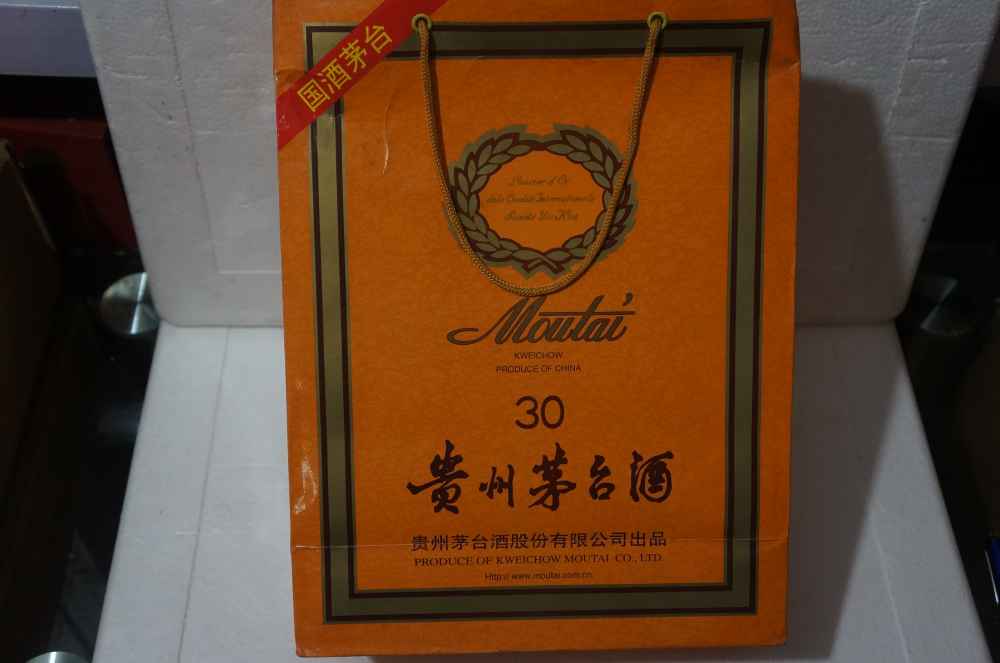 国酒茅台
Moutai
KWEICHOW
PRODUCE OF CHINA
30
贵州茅台酒
贵州茅台酒股份有限公司出品
PRODUCE OF KWEICHOW MOUTAI CO., LTD.
Http:// www.moutai.com.cn.